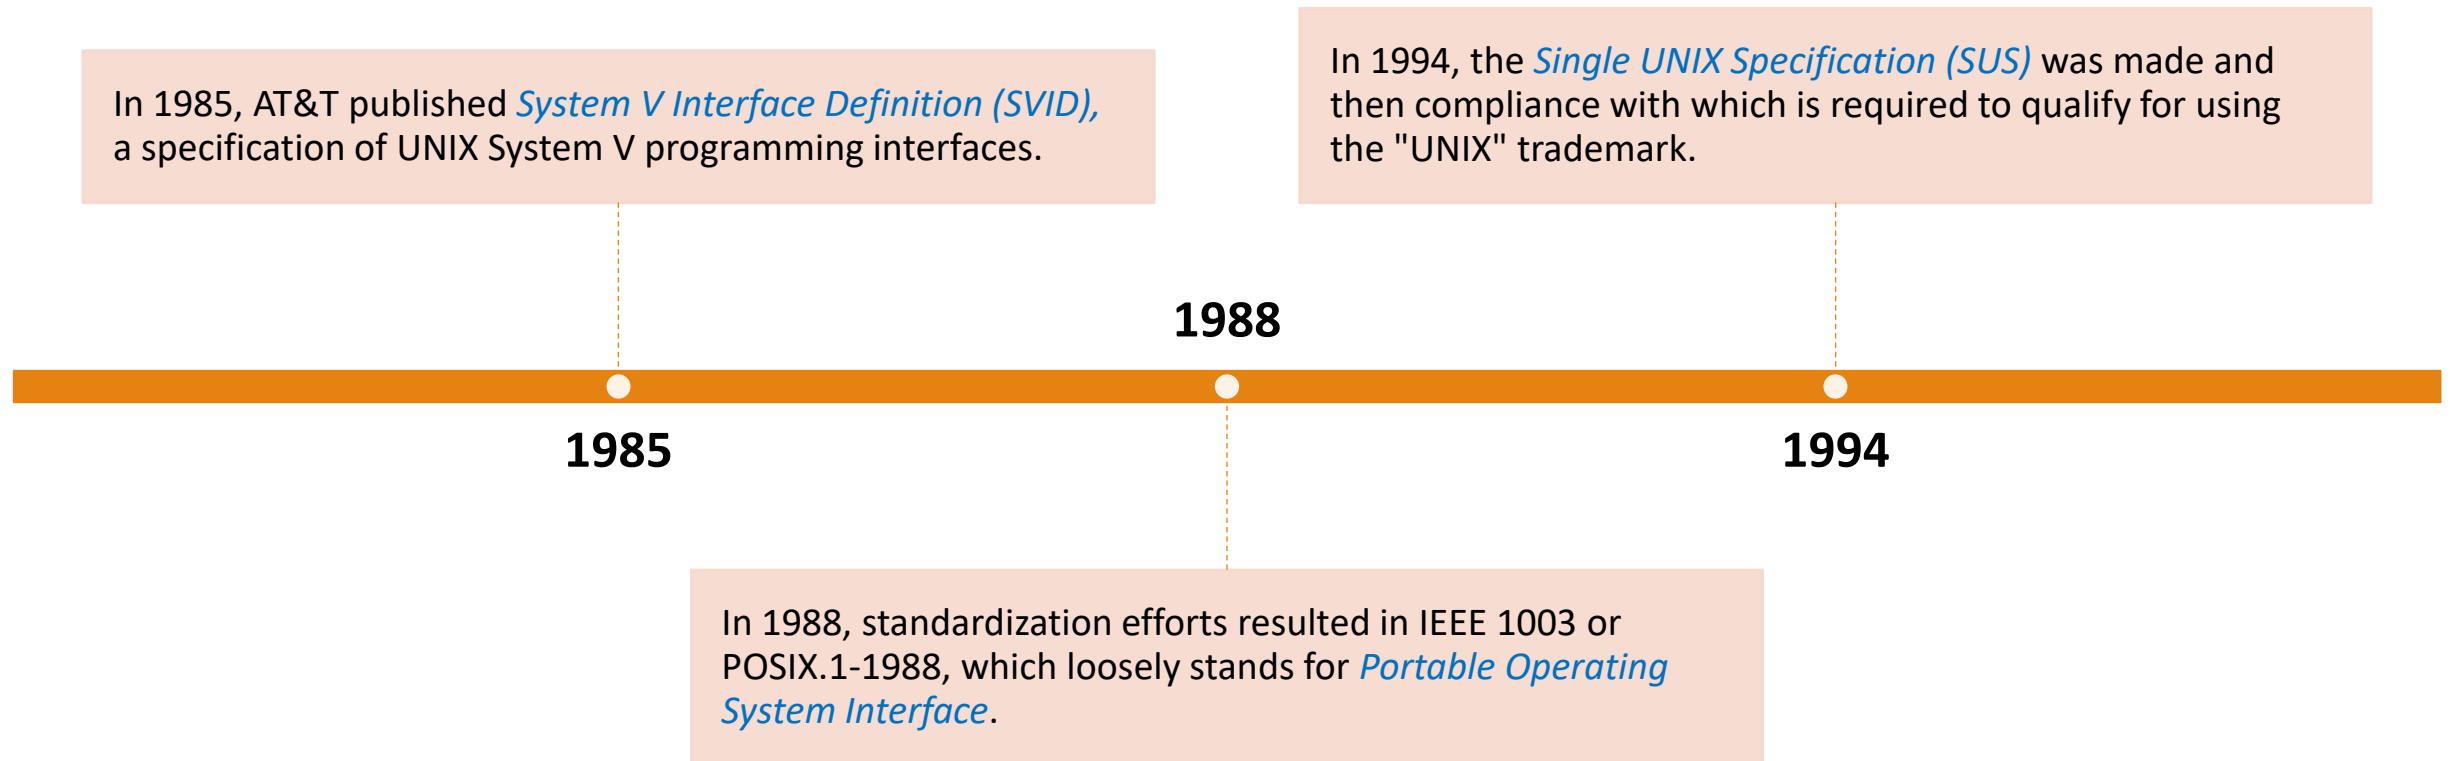 In 1985, AT&T published System V Interface Definition (SVID),
a specification of UNIX System V programming interfaces.
In 1994, the Single UNIX Specification (SUS) was made and
then compliance with which is required to qualify for using
the "UNIX" trademark.
1988
1985
1994
In 1988, standardization efforts resulted in IEEE 1003 or
POSIX.1-1988, which loosely stands for Portable Operating
System Interface.